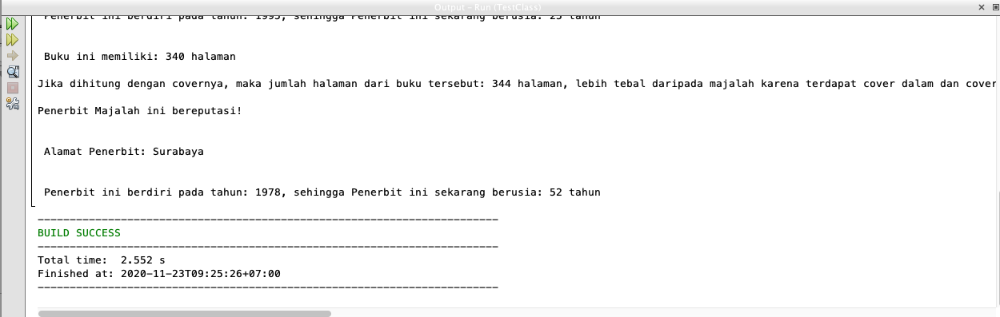 Output - Run (TestClass)
Penerbit ini berdiri pada tahun: 1995, sehingga Penerbit ini sekarang berusia: 25 tahun
Buku ini memiliki: 340 halaman
Jika dihitung dengan covernya, maka jumlah halaman dari buku tersebut: 344 halaman, lebih tebal daripada majalah karena terdapat cover dalam dan cover
Penerbit Majalah ini bereputasi!
Alamat Penerbit: Surabaya
Penerbit ini berdiri pada tahun: 1978, sehingga Penerbit ini sekarang berusia: 52 tahun
------------------------------------------------------------------------
BUILD SUCCESS
------------------------------------------------------------------------
Total time:  2.552 s
Finished at: 2020-11-23T09:25:26+07:00
------------------------------------------------------------------------